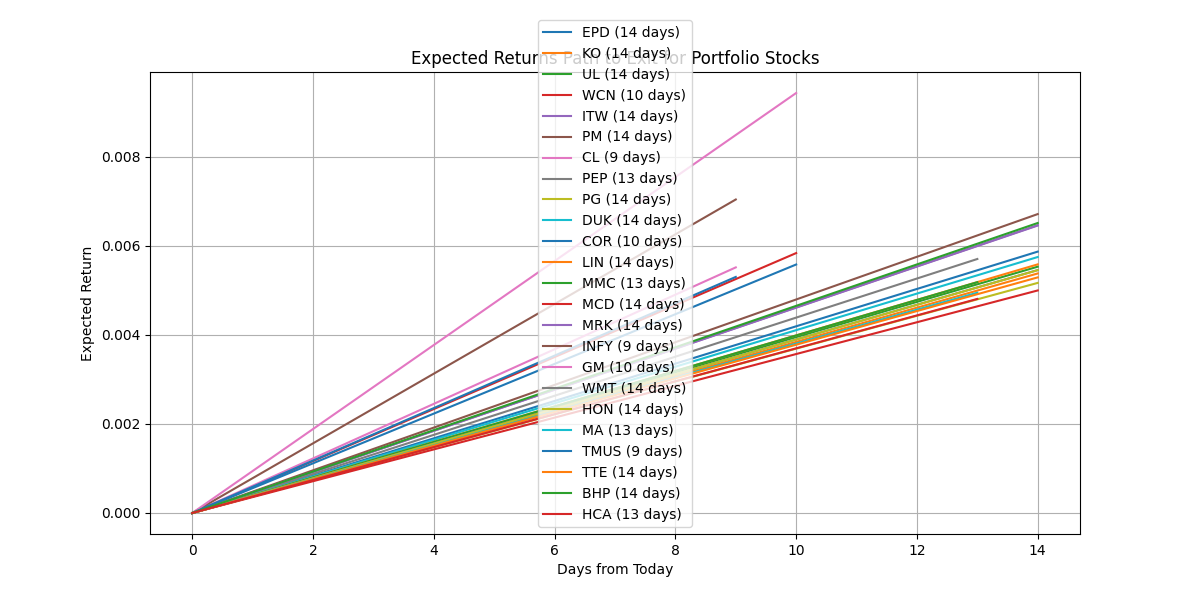 Expected Returns Path to Exit for Portfolio Stocks
EPD (14 days)
KO (14 days)
UL (14 days)
WCN (10 days)
ITW (14 days)
PM (14 days)
CL (9 days)
PEP (13 days)
PG (14 days)
DUK (14 days)
COR (10 days)
LIN (14 days)
MMC (13 days)
MCD (14 days)
MRK (14 days)
INFY (9 days)
GM (10 days)
WMT (14 days)
HON (14 days)
MA (13 days)
TMUS (9 days)
TTE (14 days)
BHP (14 days)
HCA (13 days)
Expected Return
0.008
0.006
0.004
0.002
0.000
0 2 4 6 8 10 12 14
Days from Today